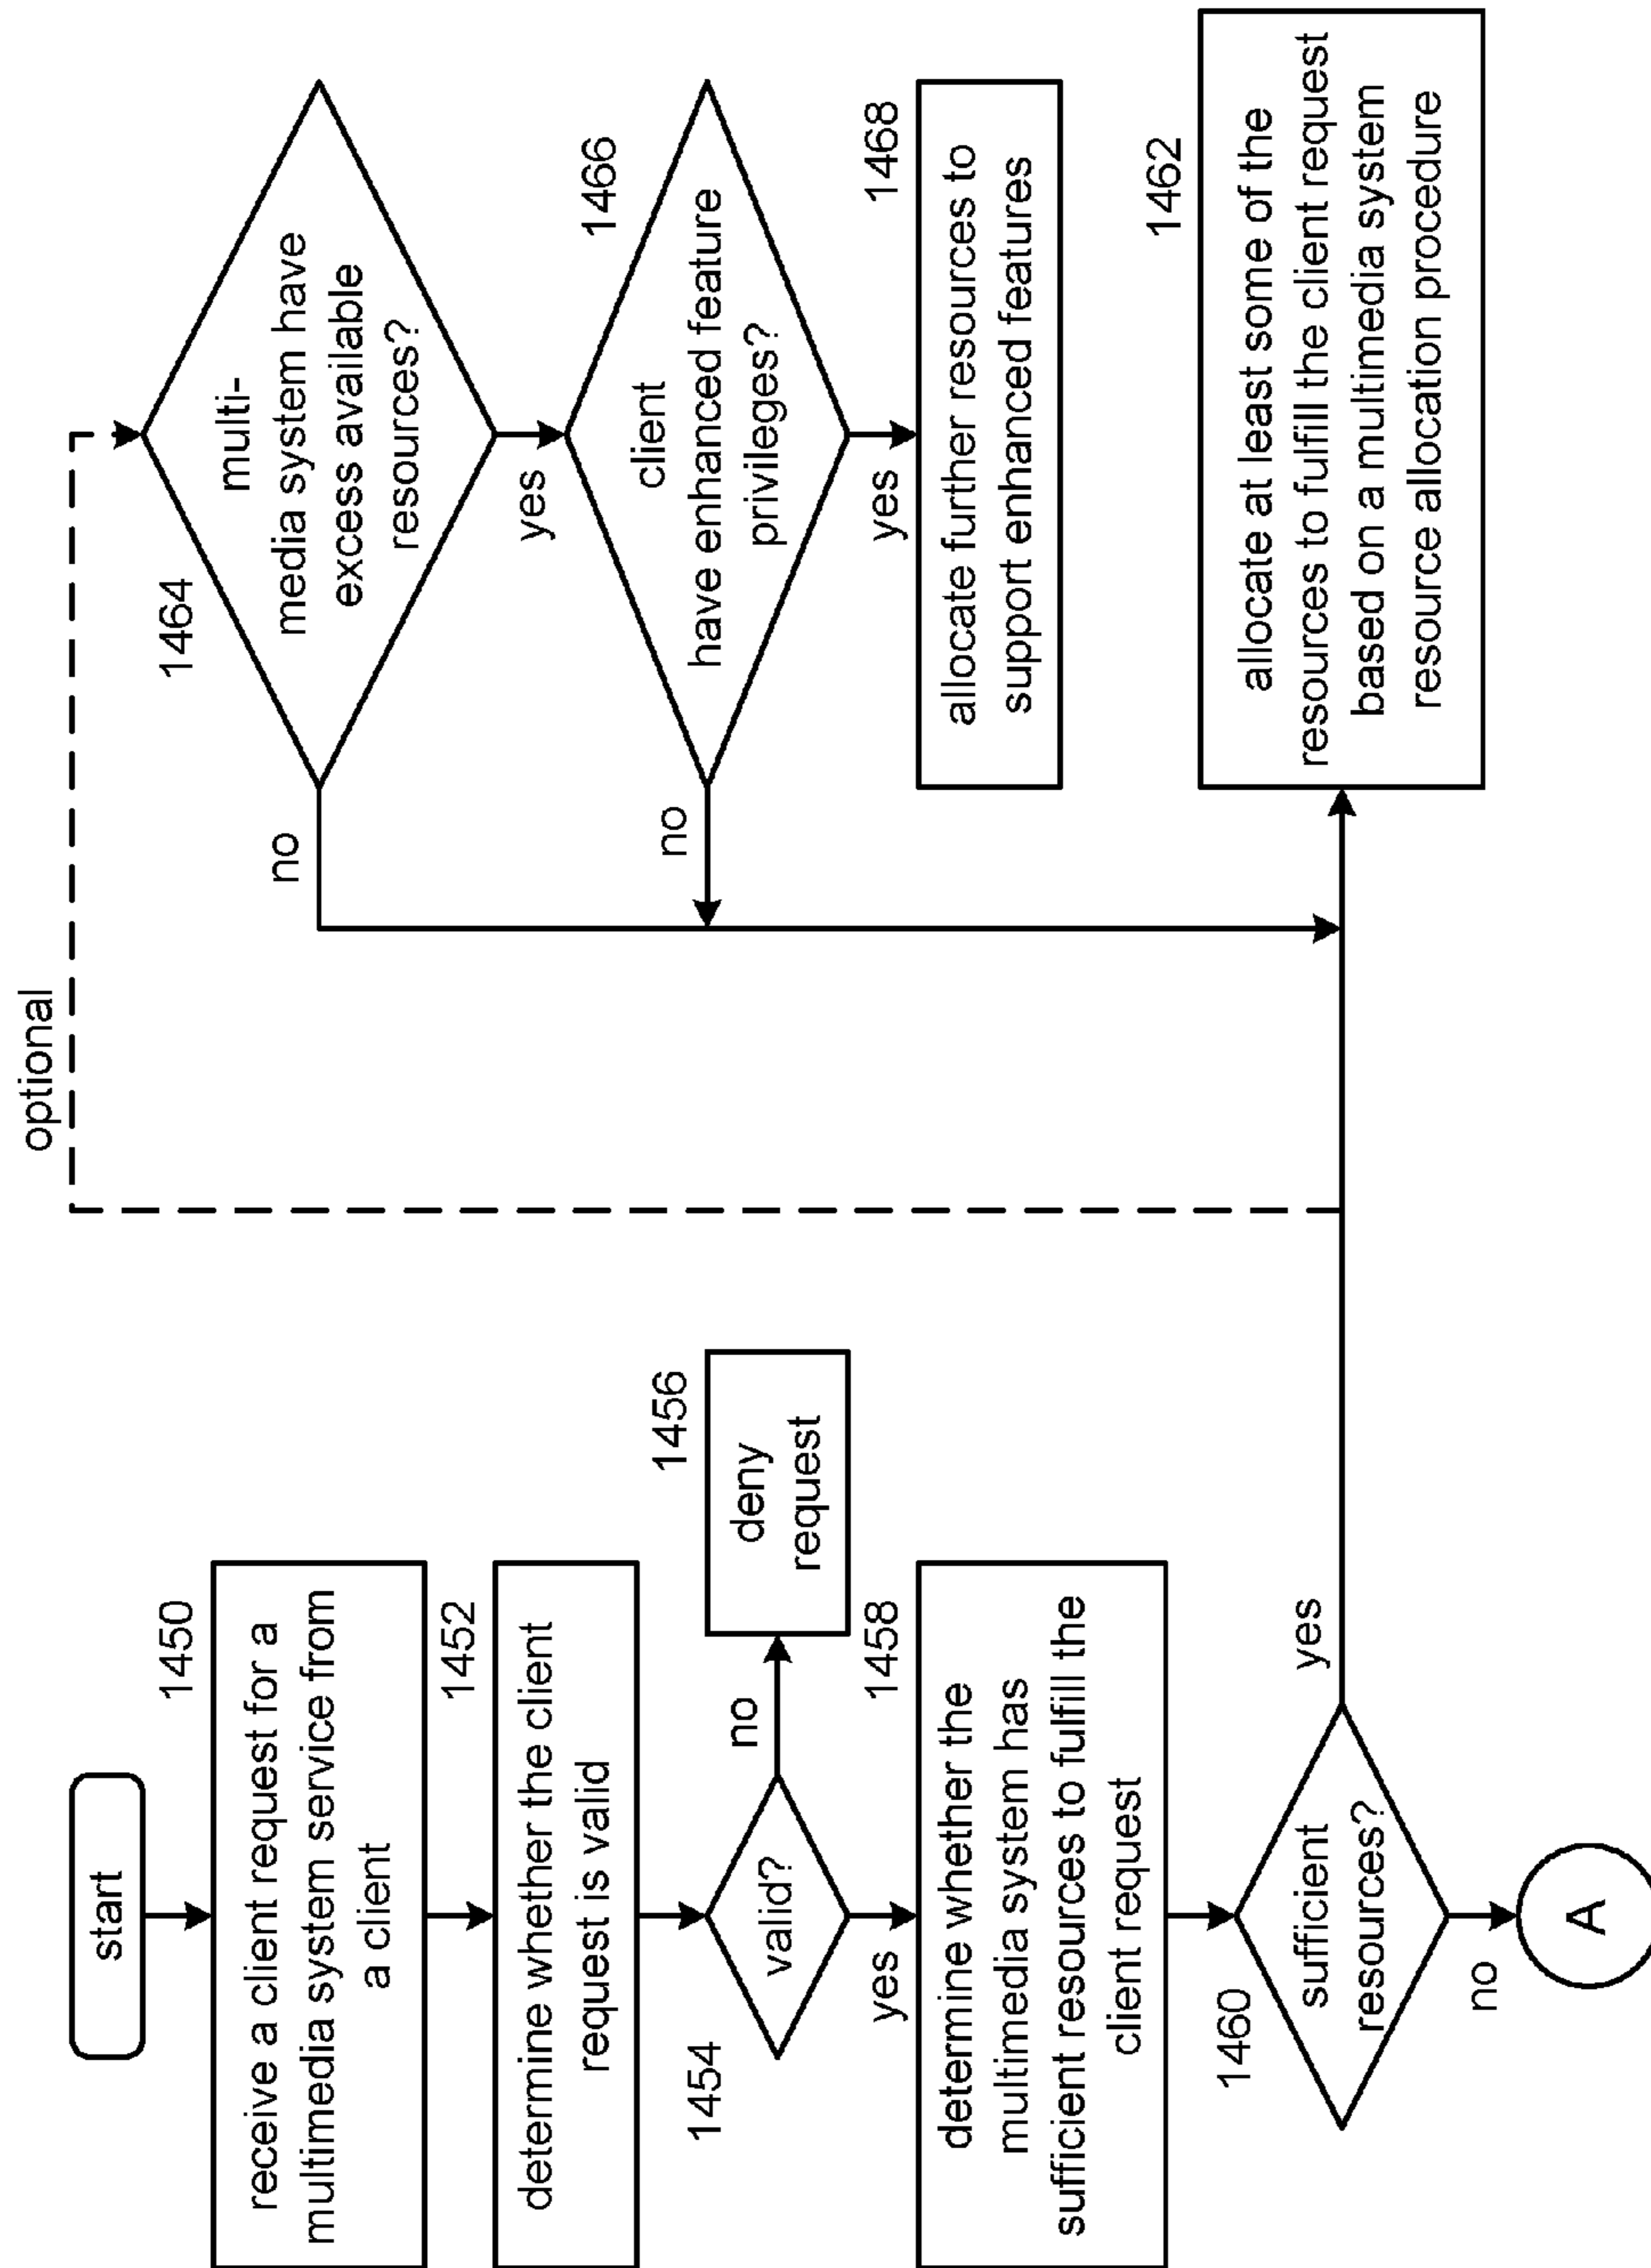 start
1450
receive a client request for a
multimedia system service from
a client
1452
determine whether the client
request is valid
1454
valid?
no
1456
deny
request
yes
1458
determine whether the
multimedia system has
sufficient resources to fulfill the
client request
1460
sufficient
resources?
no
A
yes
optional
1464
multi-
media system have
excess available
resources?
no
yes
1466
client
have enhanced feature
privileges?
no
yes
1468
allocate further resources to
support enhanced features
1462
allocate at least some of the
resources to fulfill the client request
based on a multimedia system
resource allocation procedure